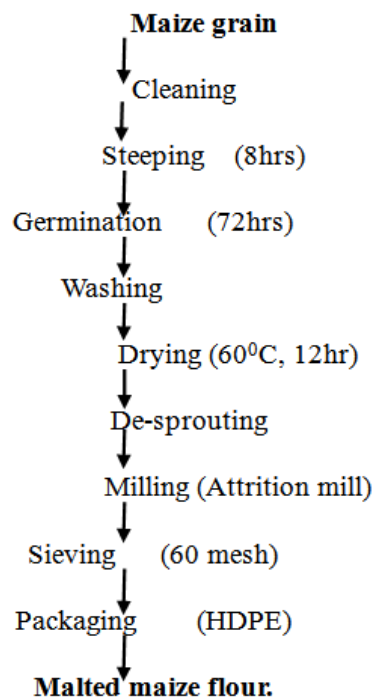 Maize grain
Cleaning
Steeping (8hrs)
Germination (72hrs)
Washing
Drying (60⁰C, 12hr)
De-sprouting
Milling (Attrition mill)
Sieving (60 mesh)
Packaging (HDPE)
Malted maize flour.